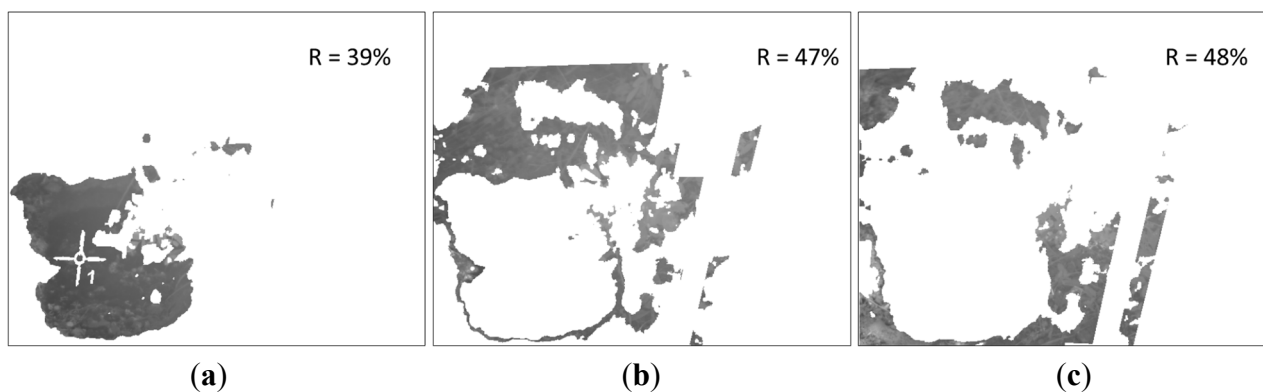 R = 39%
R = 47%
R = 48%
1
(a)
(b)
(c)